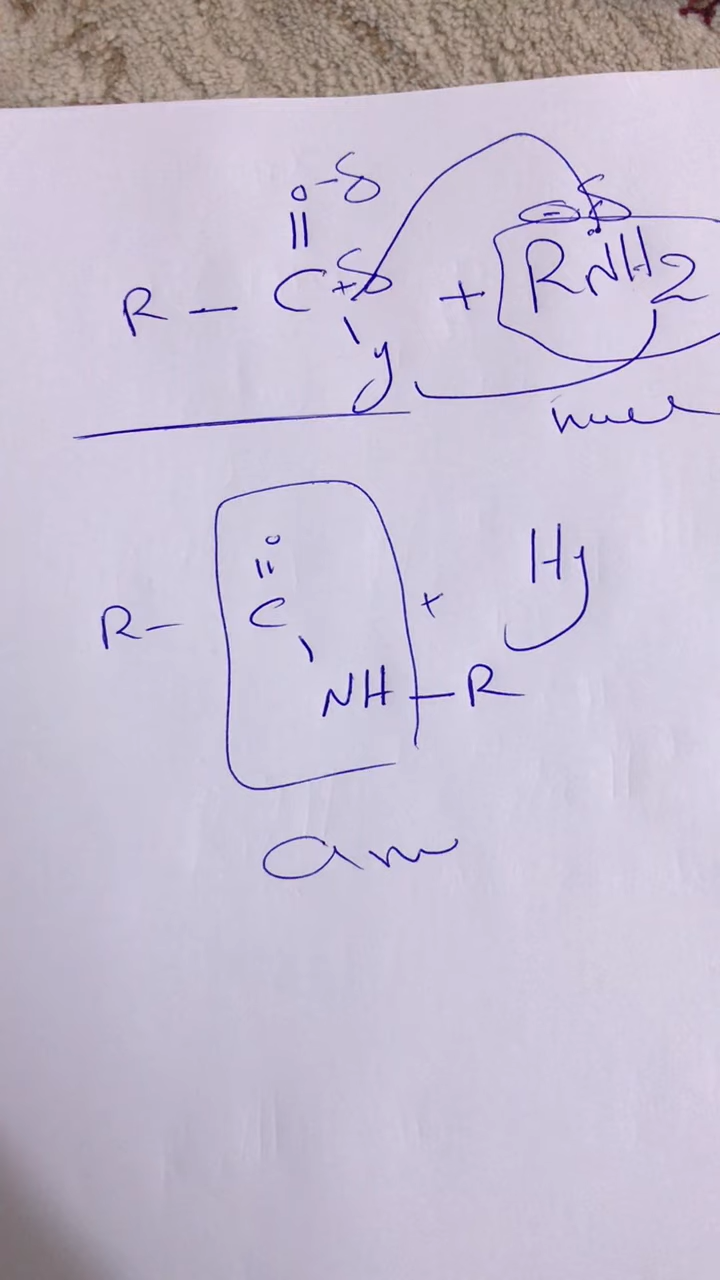 O -δ
||
R — C +δ + RNH2 -δ
\
y
O
||
R — C + Hy
\
NH — R